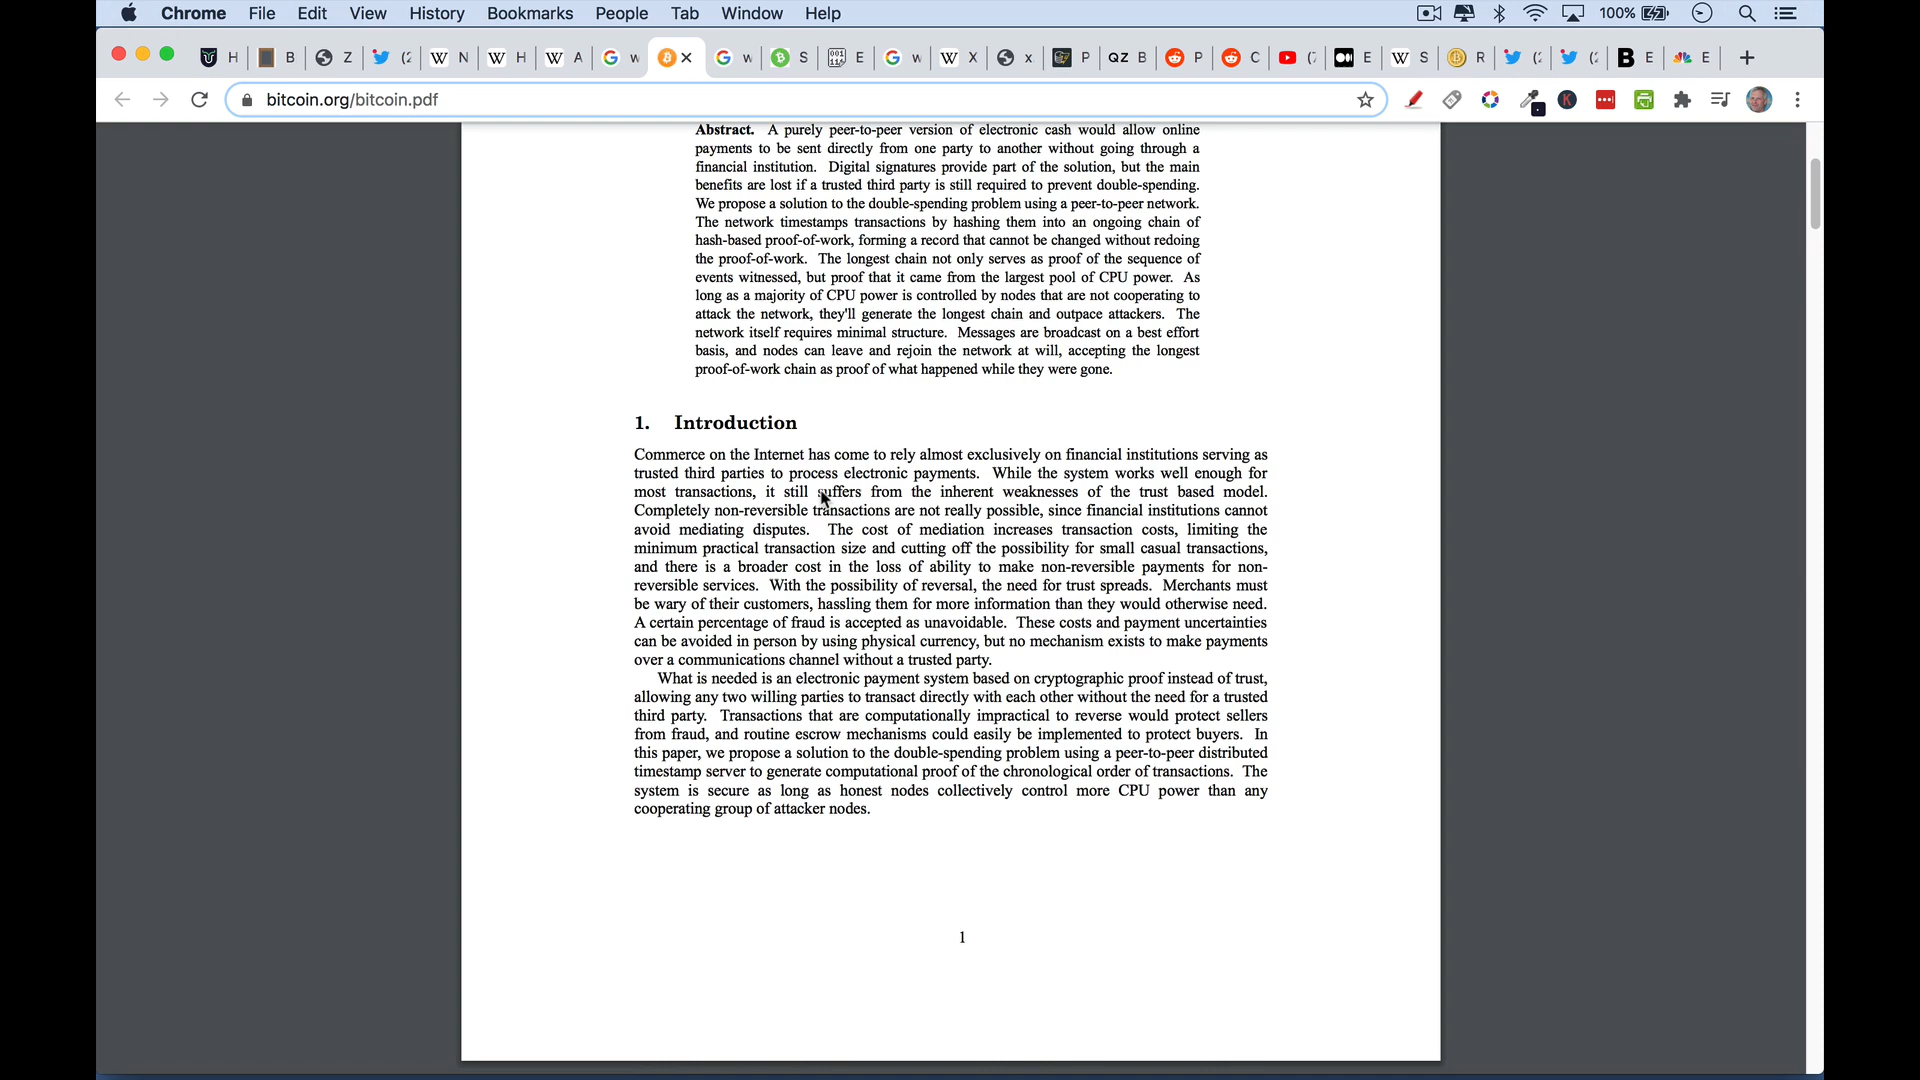 Chrome File Edit View History Bookmarks People Tab Window Help 100%
H B Z (2 W N W H W A G w G w S E G w W X x P QZ B P C (7 E W S R (2 (2 B E E
bitcoin.org/bitcoin.pdf
Abstract. A purely peer-to-peer version of electronic cash would allow online
payments to be sent directly from one party to another without going through a
financial institution. Digital signatures provide part of the solution, but the main
benefits are lost if a trusted third party is still required to prevent double-spending.
We propose a solution to the double-spending problem using a peer-to-peer network.
The network timestamps transactions by hashing them into an ongoing chain of
hash-based proof-of-work, forming a record that cannot be changed without redoing
the proof-of-work. The longest chain not only serves as proof of the sequence of
events witnessed, but proof that it came from the largest pool of CPU power. As
long as a majority of CPU power is controlled by nodes that are not cooperating to
attack the network, they'll generate the longest chain and outpace attackers. The
network itself requires minimal structure. Messages are broadcast on a best effort
basis, and nodes can leave and rejoin the network at will, accepting the longest
proof-of-work chain as proof of what happened while they were gone.
1. Introduction
Commerce on the Internet has come to rely almost exclusively on financial institutions serving as
trusted third parties to process electronic payments. While the system works well enough for
most transactions, it still suffers from the inherent weaknesses of the trust based model.
Completely non-reversible transactions are not really possible, since financial institutions cannot
avoid mediating disputes. The cost of mediation increases transaction costs, limiting the
minimum practical transaction size and cutting off the possibility for small casual transactions,
and there is a broader cost in the loss of ability to make non-reversible payments for non-
reversible services. With the possibility of reversal, the need for trust spreads. Merchants must
be wary of their customers, hassling them for more information than they would otherwise need.
A certain percentage of fraud is accepted as unavoidable. These costs and payment uncertainties
can be avoided in person by using physical currency, but no mechanism exists to make payments
over a communications channel without a trusted party.
What is needed is an electronic payment system based on cryptographic proof instead of trust,
allowing any two willing parties to transact directly with each other without the need for a trusted
third party. Transactions that are computationally impractical to reverse would protect sellers
from fraud, and routine escrow mechanisms could easily be implemented to protect buyers. In
this paper, we propose a solution to the double-spending problem using a peer-to-peer distributed
timestamp server to generate computational proof of the chronological order of transactions. The
system is secure as long as honest nodes collectively control more CPU power than any
cooperating group of attacker nodes.
1